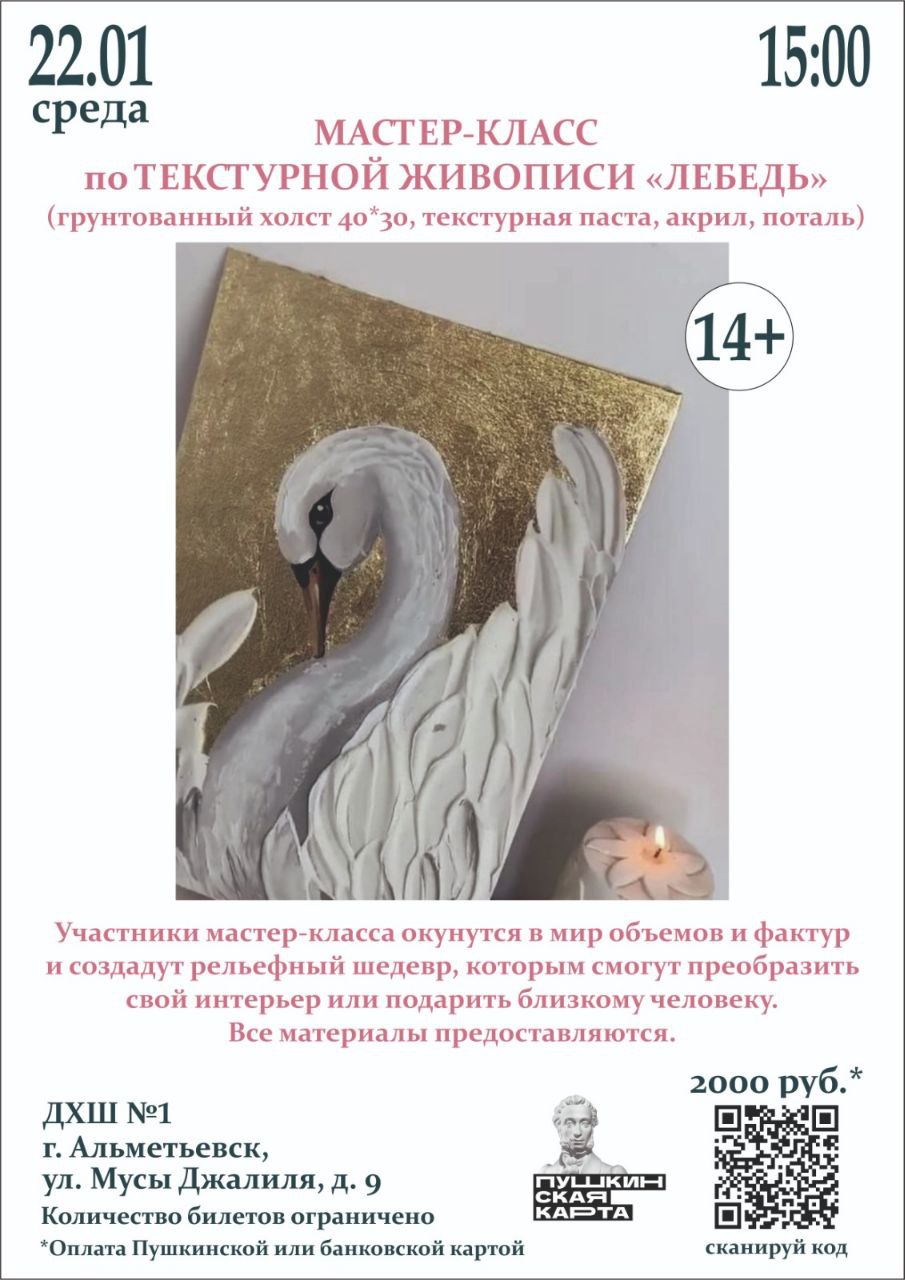 22.01
среда
15:00
МАСТЕР-КЛАСС
по ТЕКСТУРНОЙ ЖИВОПИСИ «ЛЕБЕДЬ»
(грунтованный холст 40*30, текстурная паста, акрил, поталь)
14+
Участники мастер-класса окунутся в мир объемов и фактур
и создадут рельефный шедевр, которым смогут преобразить
свой интерьер или подарить близкому человеку.
Все материалы предоставляются.
2000 руб.*
ДХШ №1
г. Альметьевск,
ул. Мусы Джалиля, д. 9
Количество билетов ограничено
*Оплата Пушкинской или банковской картой
ПУШКИН
СКАЯ
КАРТА
сканируй код